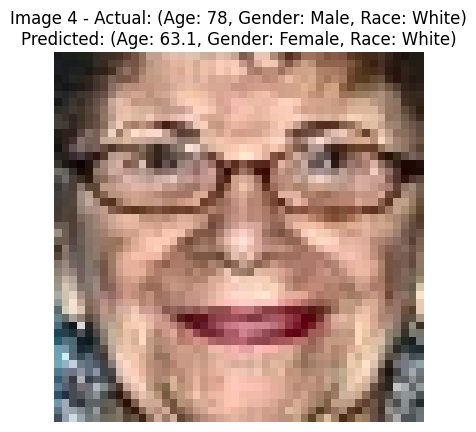 Image 4 - Actual: (Age: 78, Gender: Male, Race: White)
Predicted: (Age: 63.1, Gender: Female, Race: White)